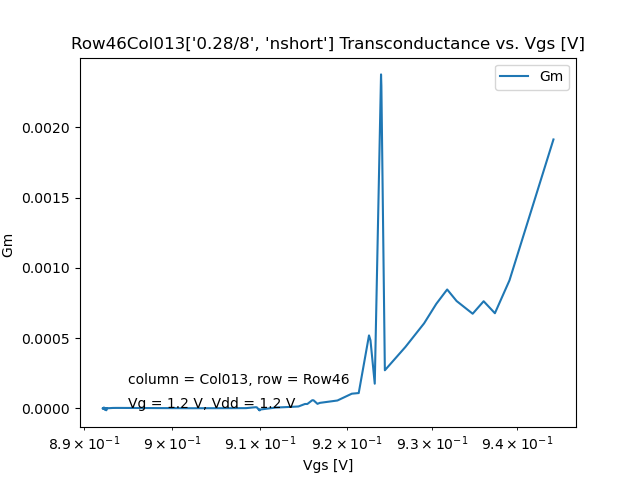 Row46Col013['0.28/8', 'nshort'] Transconductance vs. Vgs [V]
Gm
0.0020
0.0015
0.0010
0.0005
0.0000
Gm
column = Col013, row = Row46
Vg = 1.2 V, Vdd = 1.2 V
8.9 × 10⁻¹ 9 × 10⁻¹ 9.1 × 10⁻¹ 9.2 × 10⁻¹ 9.3 × 10⁻¹ 9.4 × 10⁻¹
Vgs [V]